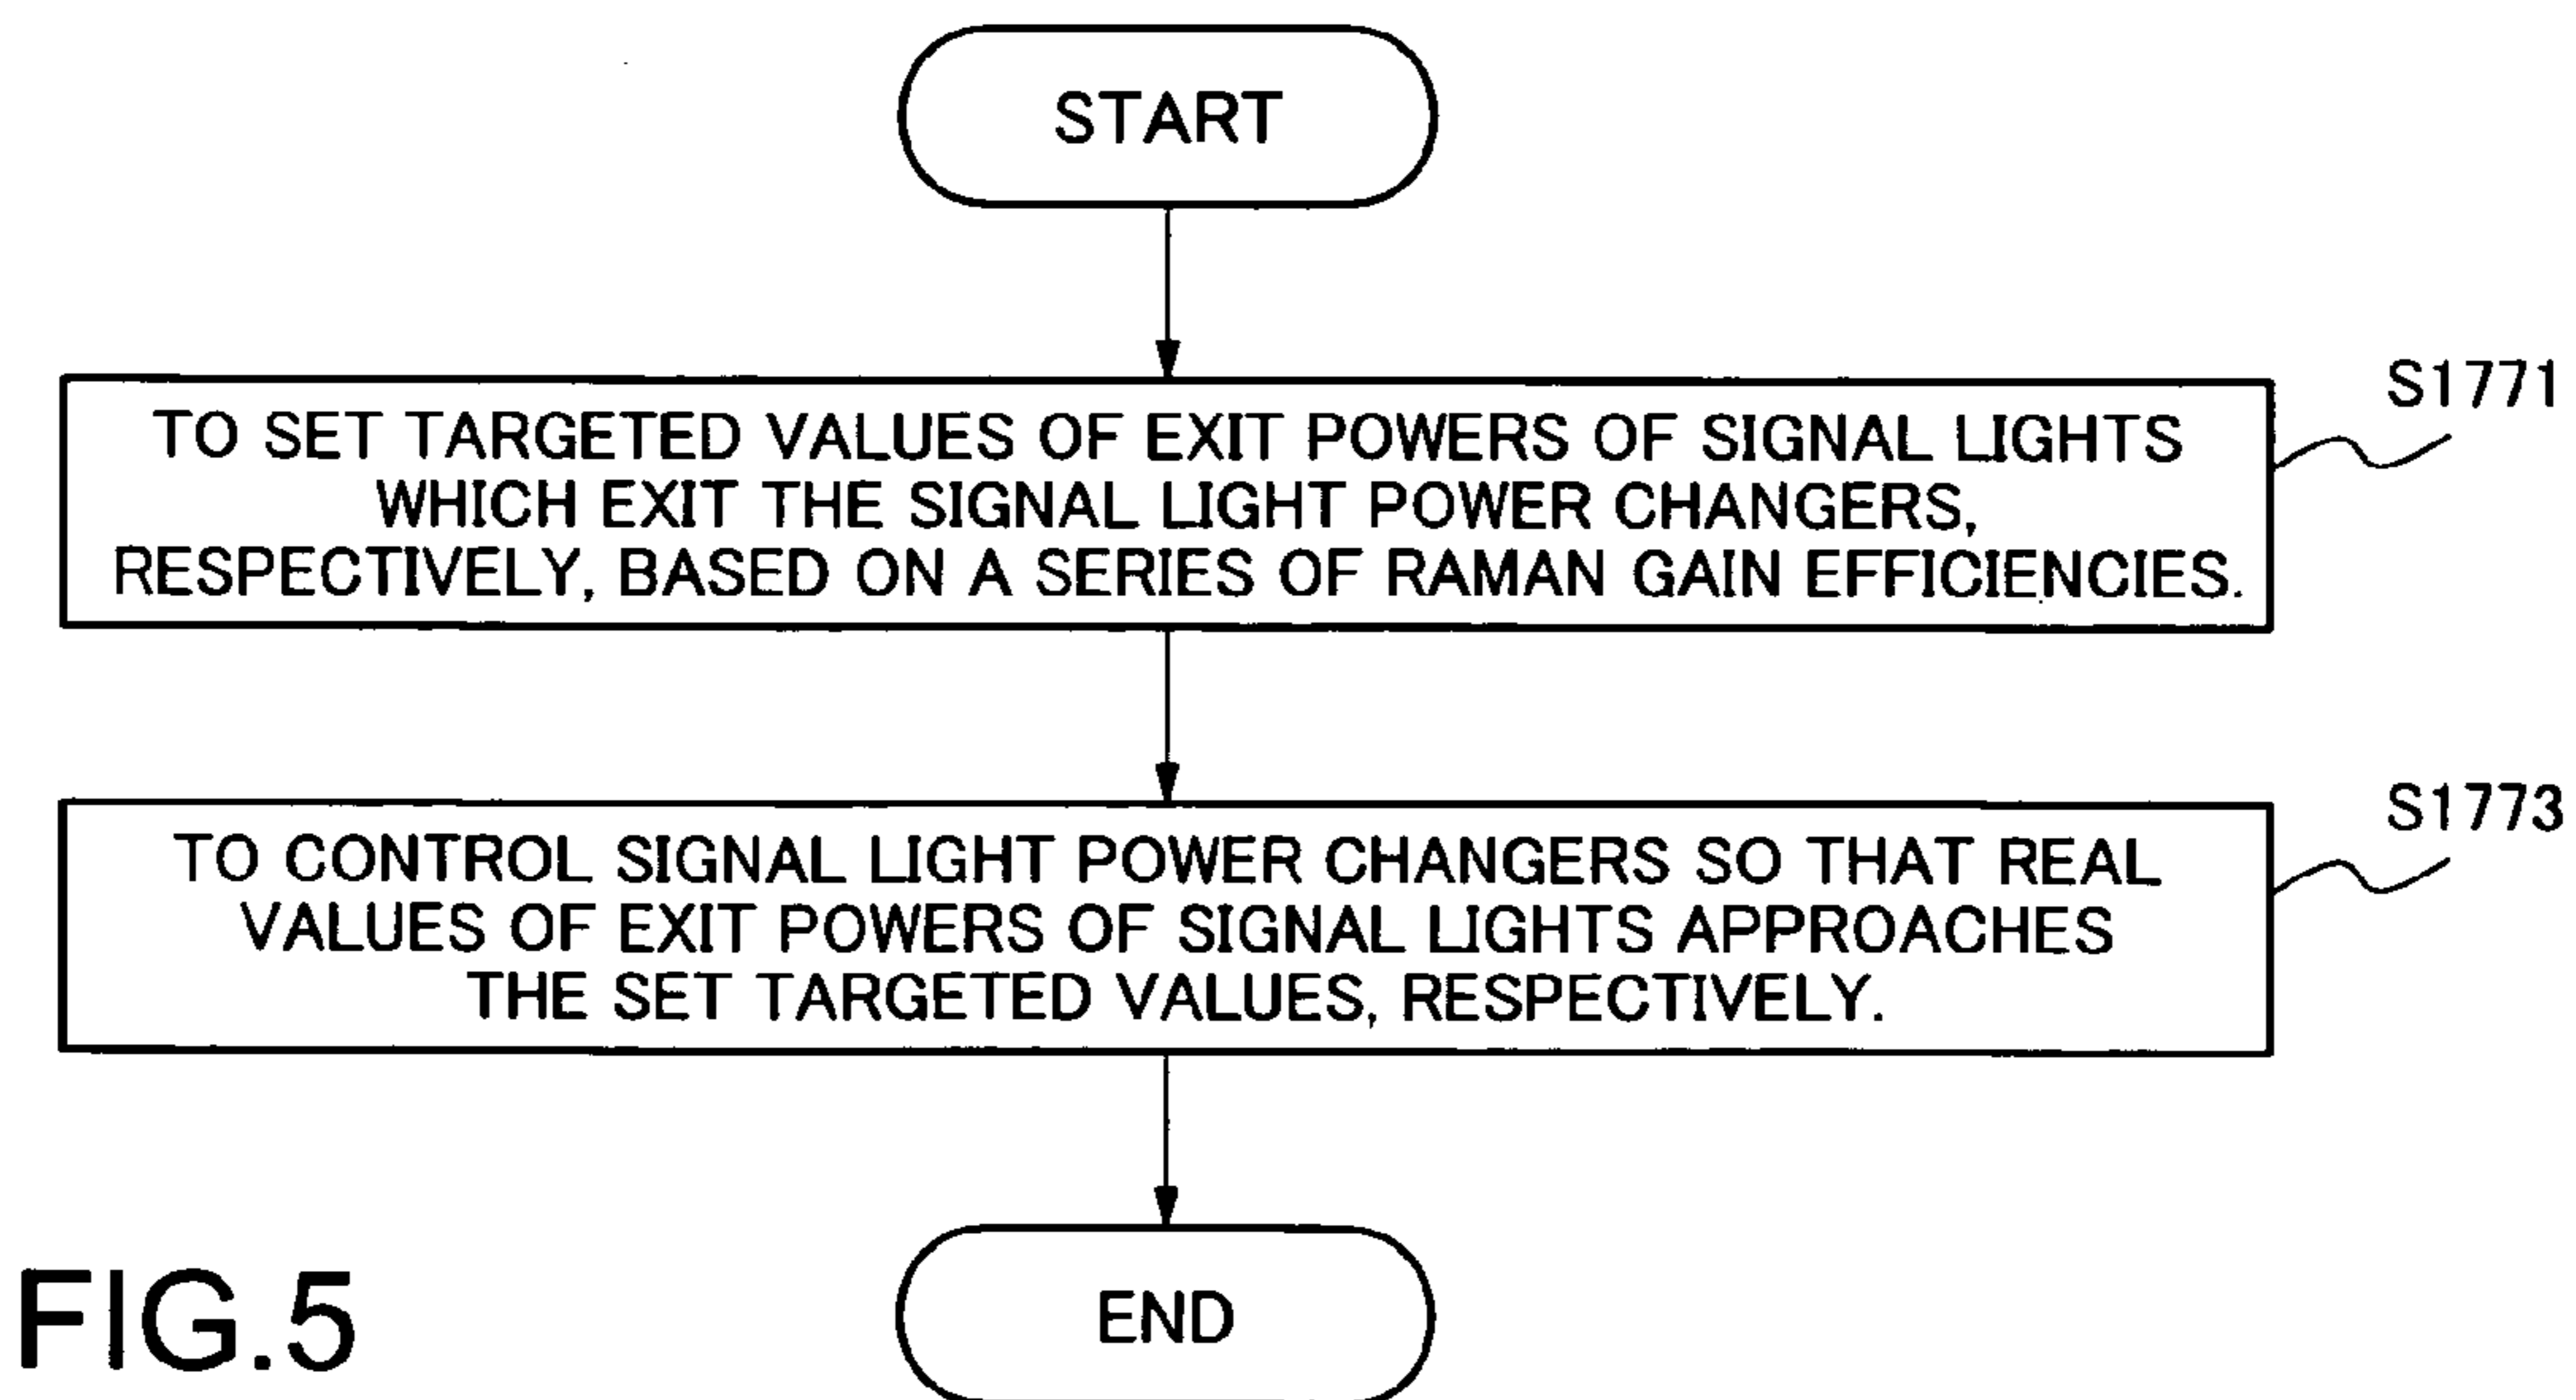 START
S1771
TO SET TARGETED VALUES OF EXIT POWERS OF SIGNAL LIGHTS
WHICH EXIT THE SIGNAL LIGHT POWER CHANGERS,
RESPECTIVELY, BASED ON A SERIES OF RAMAN GAIN EFFICIENCIES.
S1773
TO CONTROL SIGNAL LIGHT POWER CHANGERS SO THAT REAL
VALUES OF EXIT POWERS OF SIGNAL LIGHTS APPROACHES
THE SET TARGETED VALUES, RESPECTIVELY.
END
FIG.5